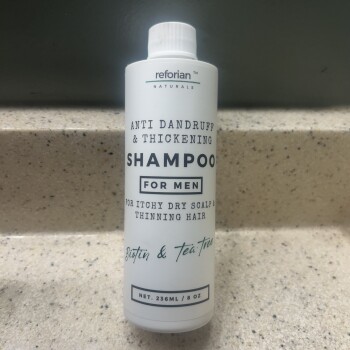 reforian™
NATURALS
ANTI DANDRUFF
& THICKENING
SHAMPOO
FOR MEN
FOR ITCHY DRY SCALP &
THINNING HAIR
Biotin & Tea tree
NET. 236ML / 8 OZ